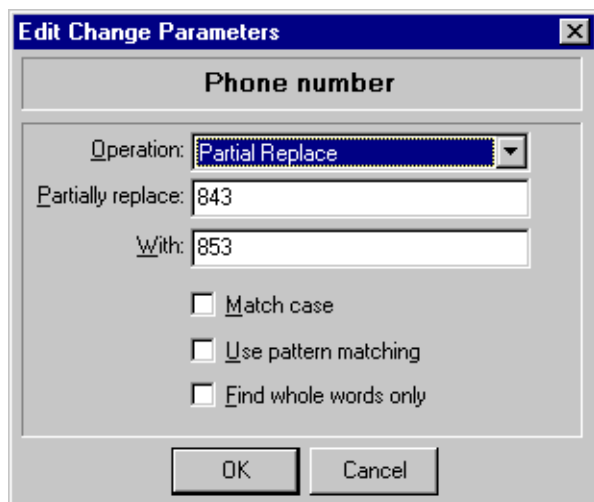 Edit Change Parameters
Phone number
Operation: Partial Replace
Partially replace: 843
With: 853
Match case
Use pattern matching
Find whole words only
OK Cancel